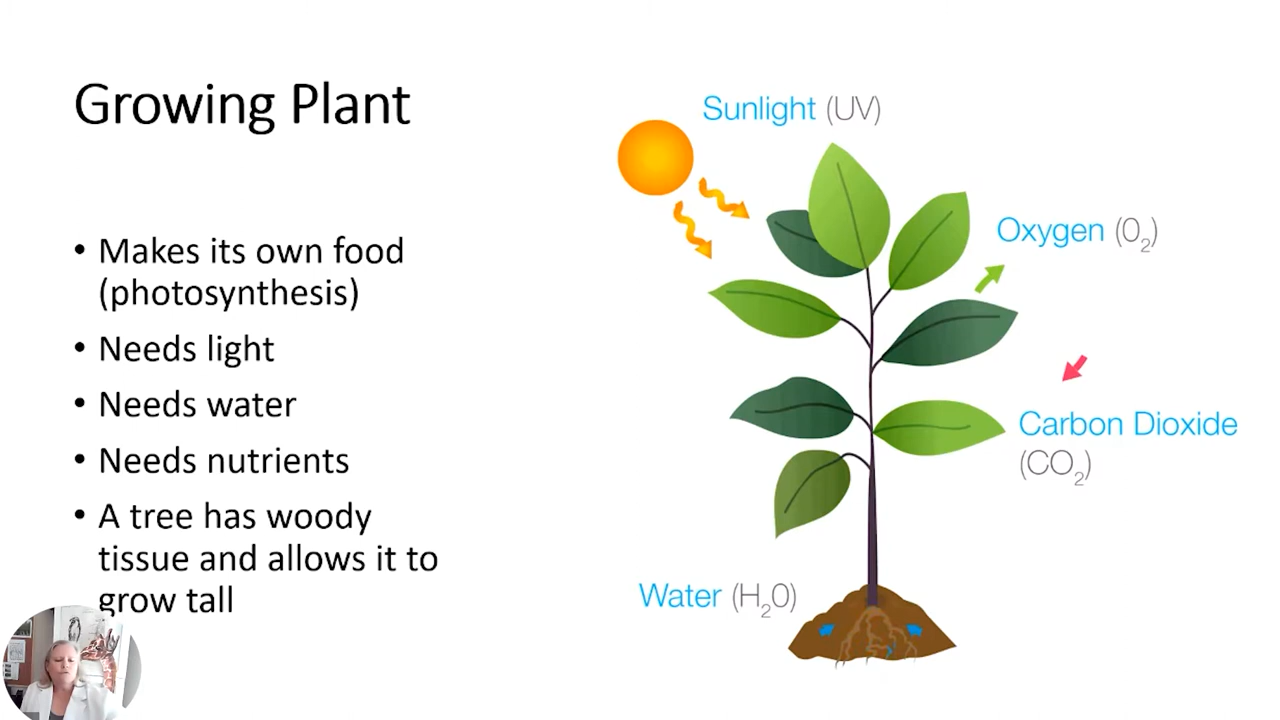 Growing Plant
• Makes its own food
(photosynthesis)
• Needs light
• Needs water
• Needs nutrients
• A tree has woody
tissue and allows it to
grow tall
Sunlight (UV)
Oxygen (0₂)
Carbon Dioxide
(CO₂)
Water (H₂0)